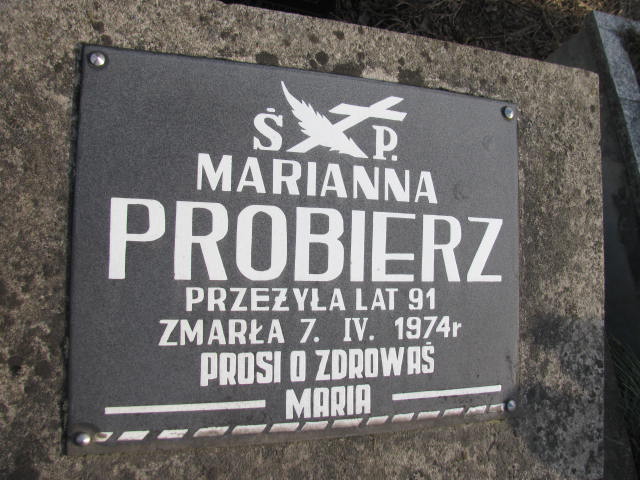 Ś P.
MARIANNA
PROBIERZ
PRZEŻYŁA LAT 91
ZMARŁA 7. IV. 1974r
PROSI O ZDROWAŚ
MARIA